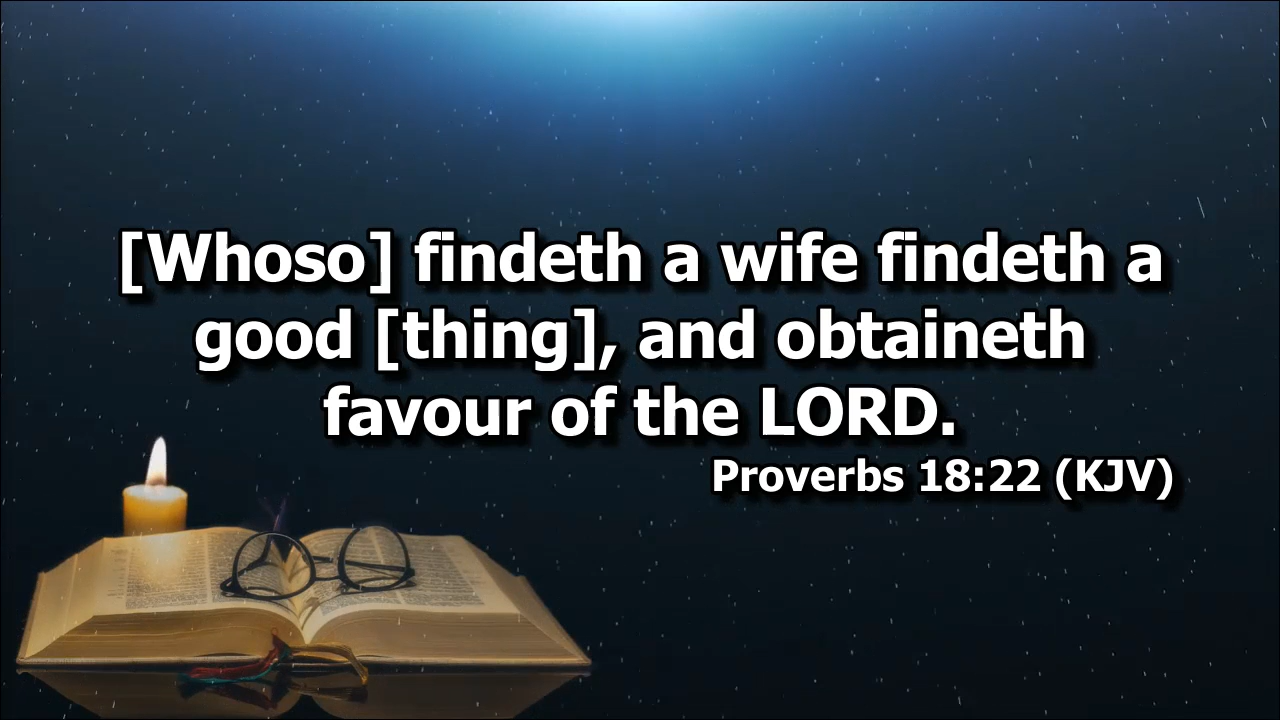 [Whoso] findeth a wife findeth a
good [thing], and obtaineth
favour of the LORD.
Proverbs 18:22 (KJV)